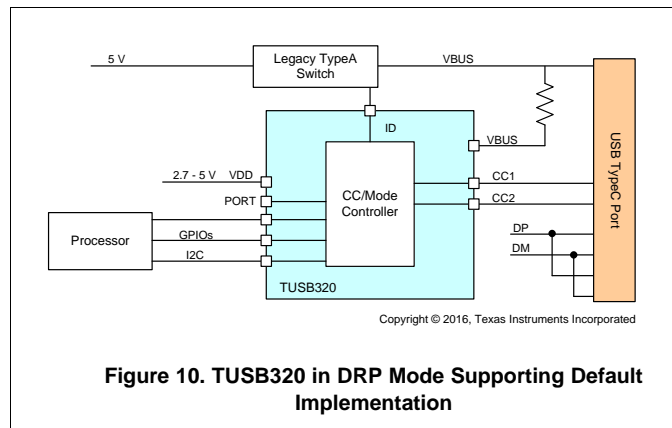 Legacy TypeA
Switch
5 V
VBUS
ID
VBUS
2.7 - 5 V VDD
CC1
PORT
CC/Mode
Controller
CC2
Processor
GPIOs
I2C
DP
DM
TUSB320
USB TypeC Port
Copyright © 2016, Texas Instruments Incorporated
Figure 10. TUSB320 in DRP Mode Supporting Default
Implementation